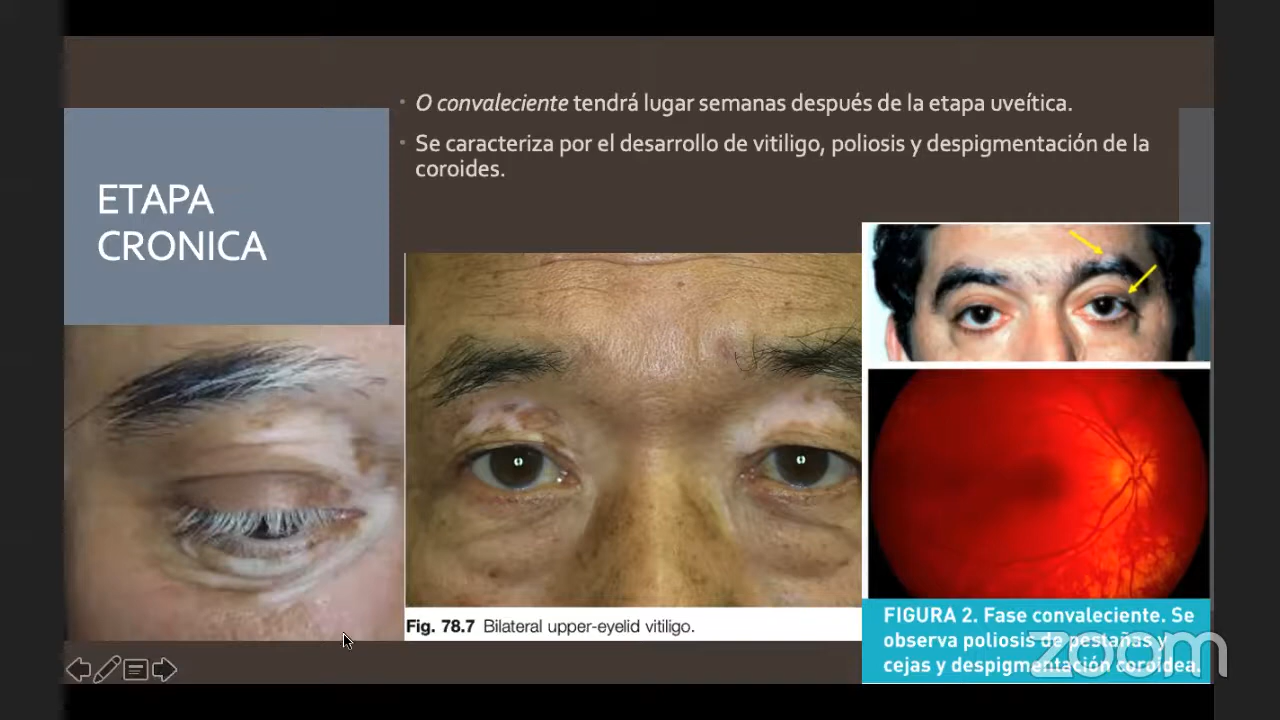 O convaleciente tendrá lugar semanas después de la etapa uveítica.
Se caracteriza por el desarrollo de vitiligo, poliosis y despigmentación de la
coroides.
ETAPA
CRONICA
Fig. 78.7 Bilateral upper-eyelid vitiligo.
FIGURA 2. Fase convaleciente. Se
observa poliosis de pestañas y
cejas y despigmentación coroidea.
zoom